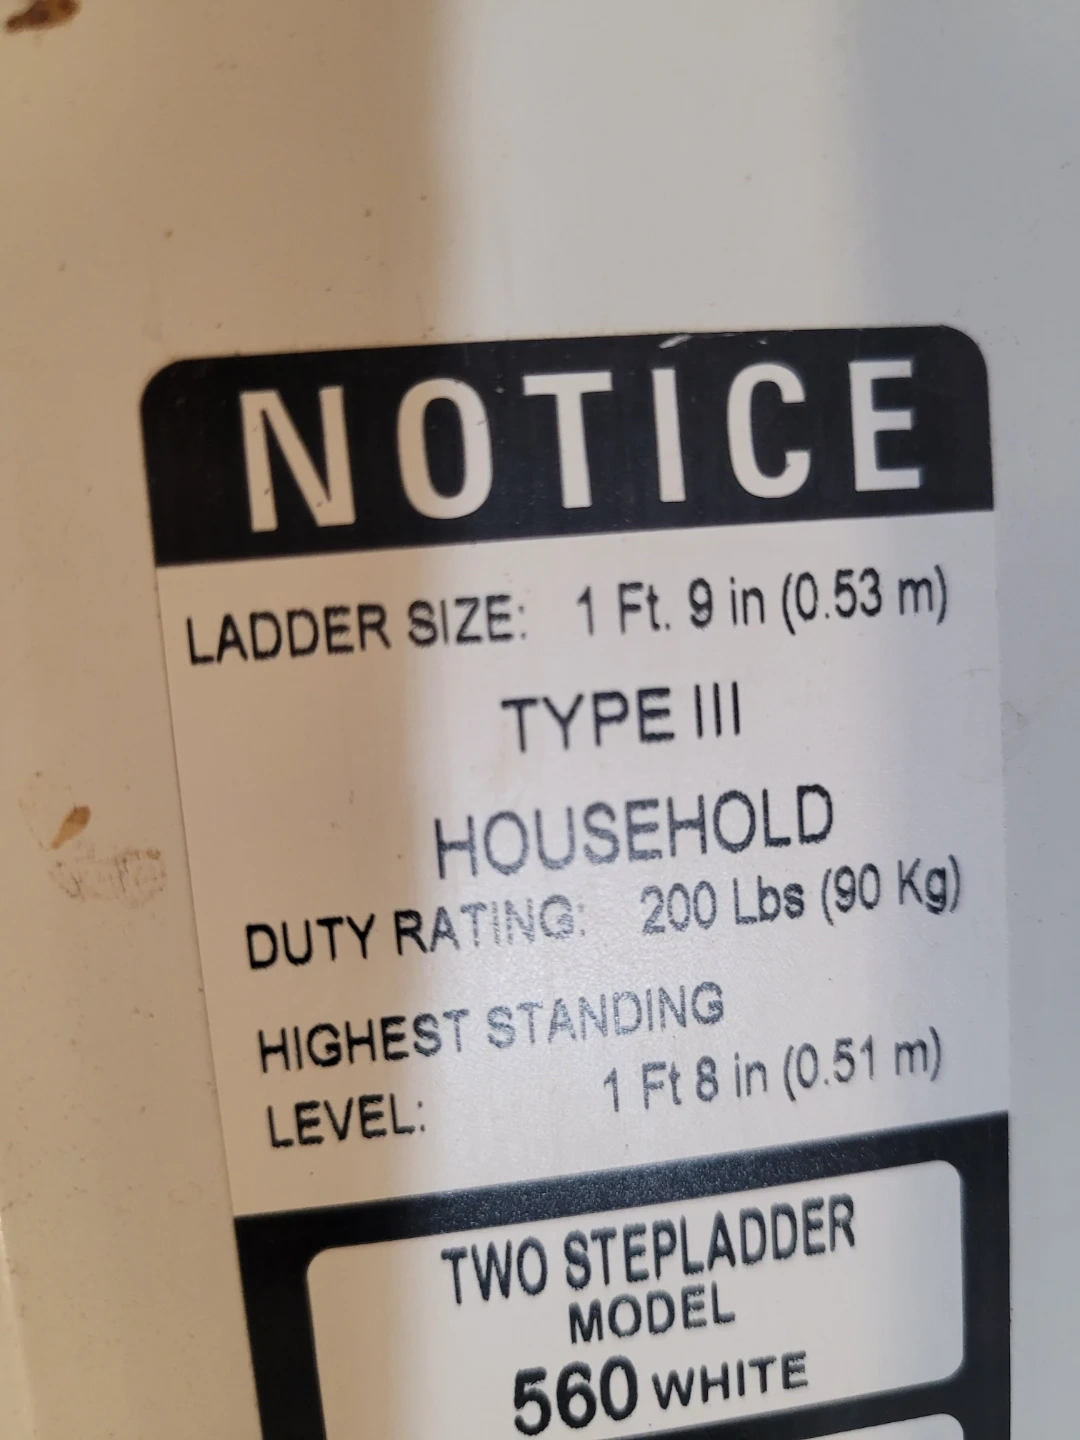 NOTICE
LADDER SIZE: 1 Ft. 9 in (0.53 m)
TYPE III
HOUSEHOLD
DUTY RATING: 200 Lbs (90 Kg)
HIGHEST STANDING
LEVEL: 1 Ft 8 in (0.51 m)
TWO STEPLADDER
MODEL
560 WHITE